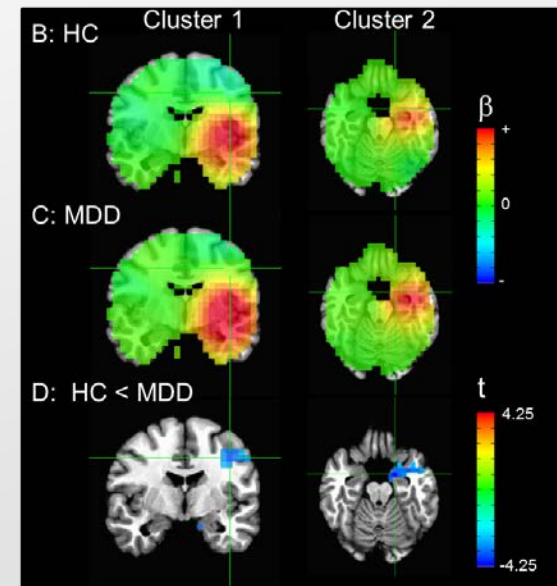 Cluster 1 Cluster 2
B: HC
β
+
0
-
C: MDD
D: HC < MDD
t
4.25
-4.25